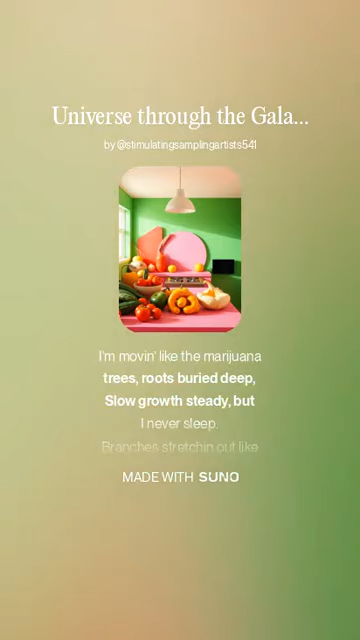 Universe through the Gala...
by @stimulatingsamplingartists541
I'm movin' like the marijuana
trees, roots buried deep,
Slow growth steady, but
I never sleep.
Branches stretchin out like
MADE WITH SUNO